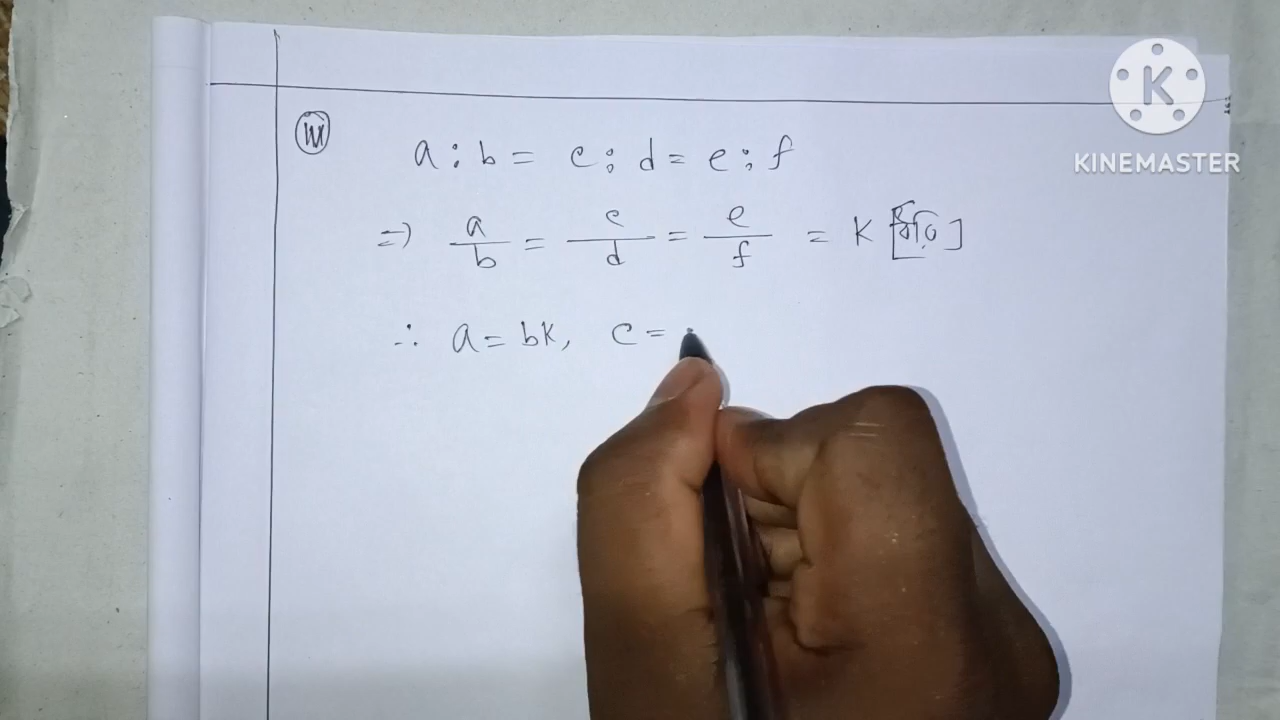 (iii) a : b = c : d = e : f
=> a/b = c/d = e/f = K [ধরি]
∴ a = bK, c =
K
KINEMASTER